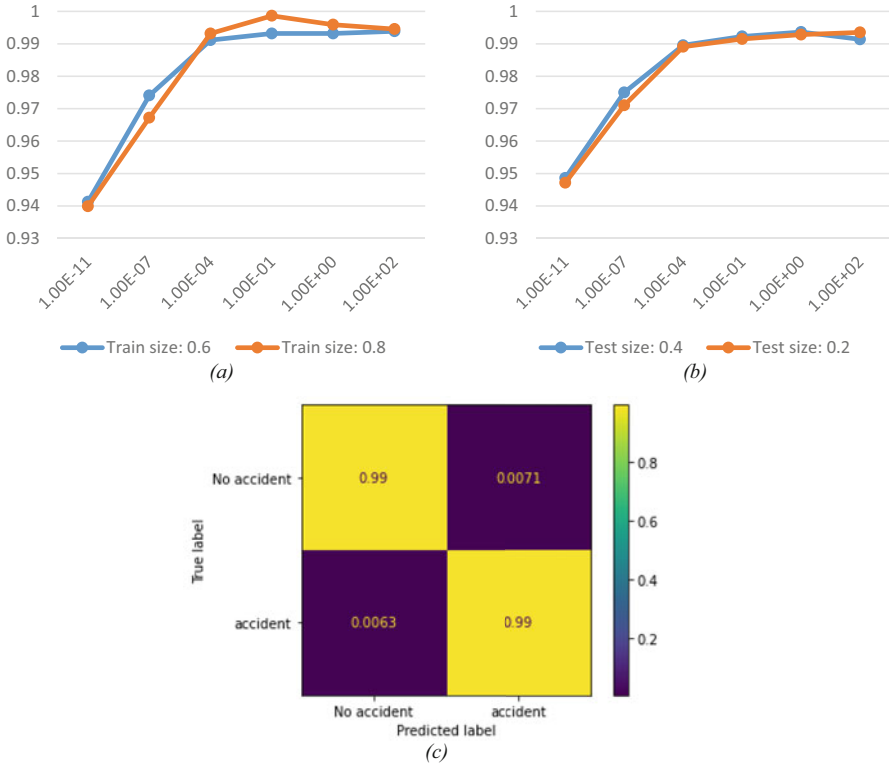 1
0.99
0.98
0.97
0.96
0.95
0.94
0.93
1.00E-11 1.00E-07 1.00E-04 1.00E-01 1.00E+00 1.00E+02
Train size: 0.6 Train size: 0.8
(a)
1
0.99
0.98
0.97
0.96
0.95
0.94
0.93
1.00E-11 1.00E-07 1.00E-04 1.00E-01 1.00E+00 1.00E+02
Test size: 0.4 Test size: 0.2
(b)
True label
No accident 0.99 0.0071
accident 0.0063 0.99
No accident accident
Predicted label
0.8
0.6
0.4
0.2
(c)